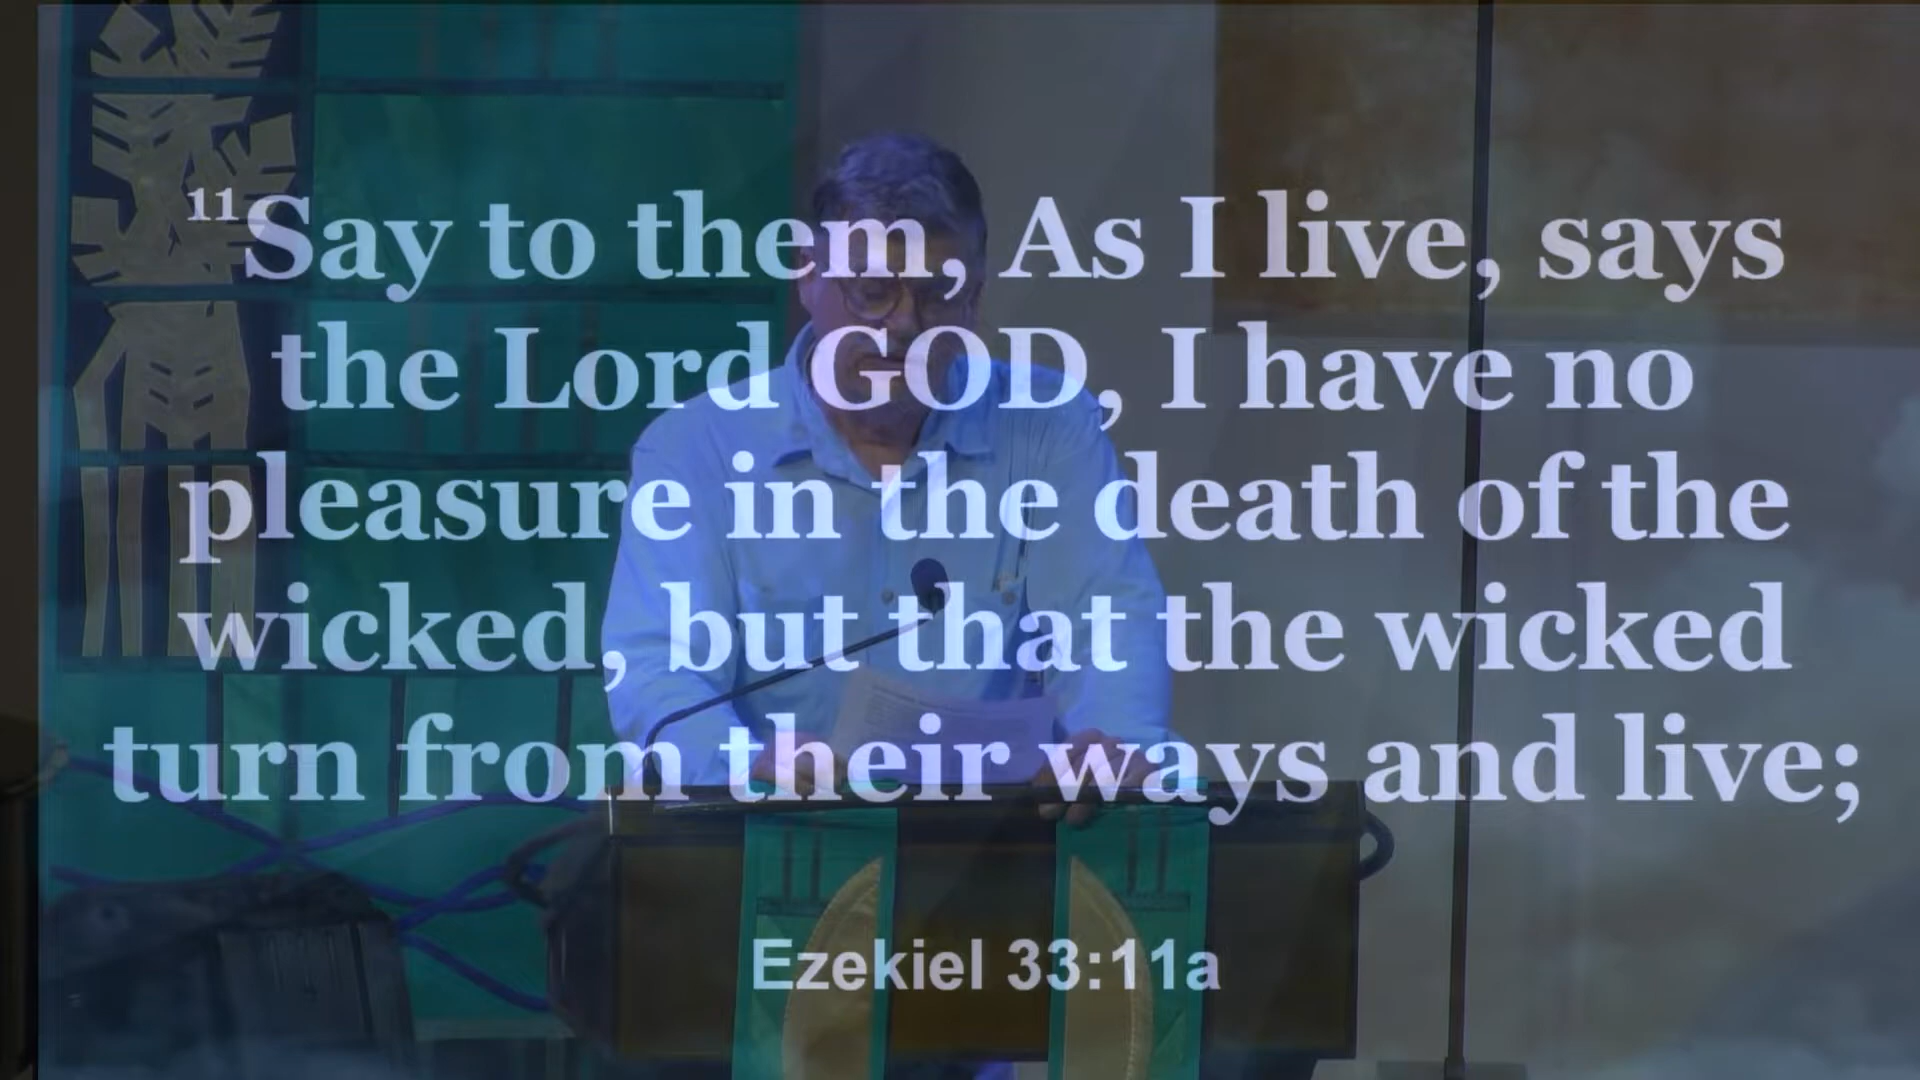 ¹¹Say to them, As I live, says
the Lord GOD, I have no
pleasure in the death of the
wicked, but that the wicked
turn from their ways and live;
Ezekiel 33:11a